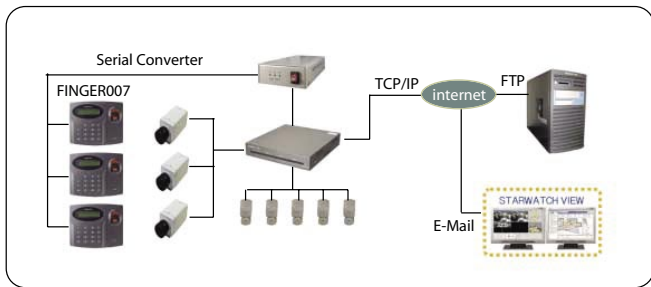 Serial Converter
FINGER007
TCP/IP
internet
FTP
STARWATCH VIEW
E-Mail